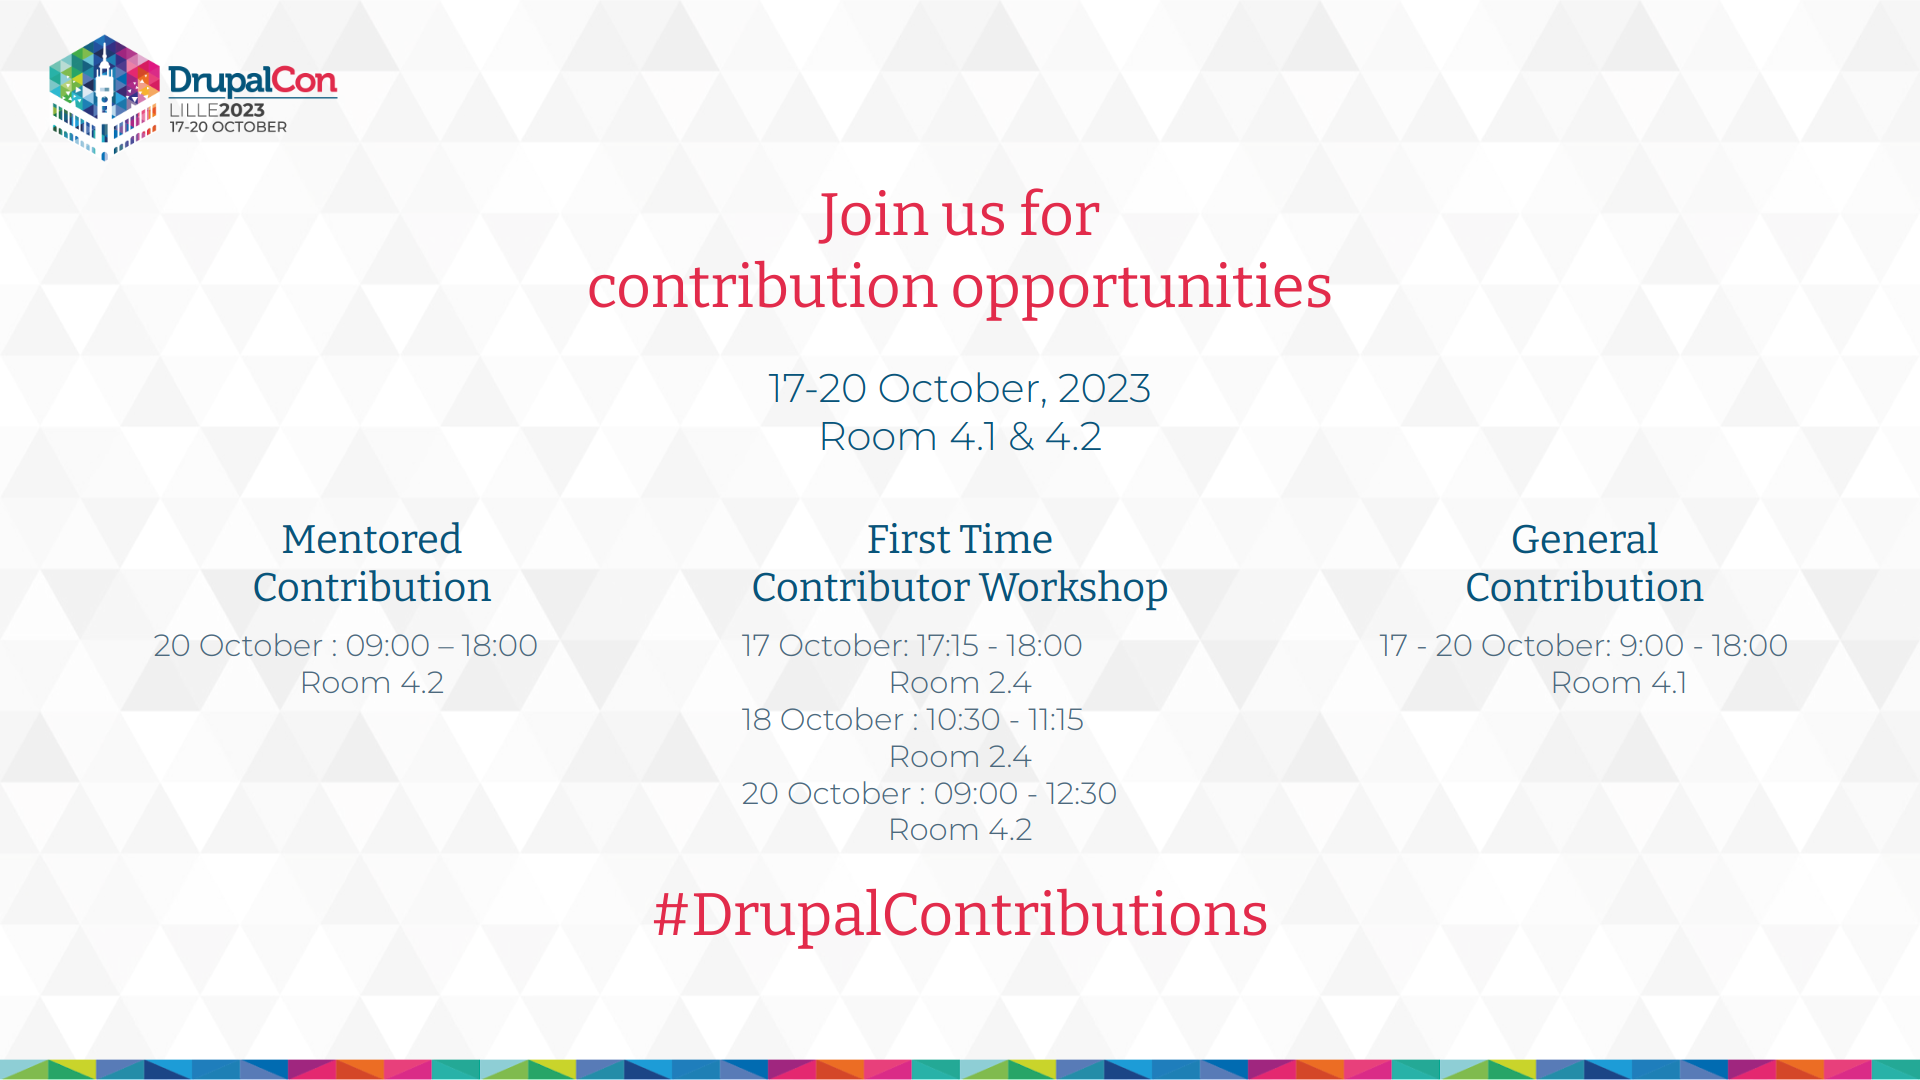 DrupalCon
LILLE2023
17-20 OCTOBER
Join us for
contribution opportunities
17-20 October, 2023
Room 4.1 & 4.2
Mentored
Contribution
20 October : 09:00 – 18:00
Room 4.2
First Time
Contributor Workshop
17 October: 17:15 - 18:00
Room 2.4
18 October : 10:30 - 11:15
Room 2.4
20 October : 09:00 - 12:30
Room 4.2
General
Contribution
17 - 20 October: 9:00 - 18:00
Room 4.1
#DrupalContributions